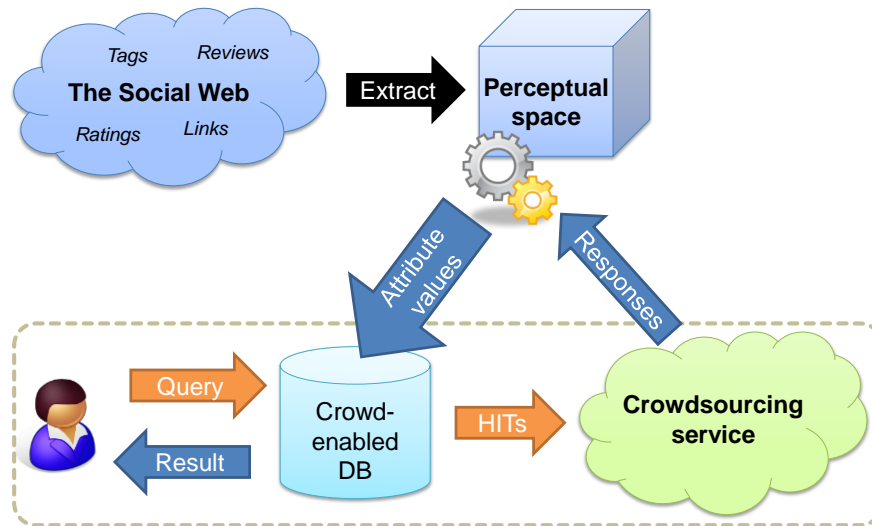 Tags
Reviews
The Social Web
Ratings
Links
Extract
Perceptual
space
Attribute
values
Responses
Query
Result
Crowd-
enabled
DB
HITs
Crowdsourcing
service